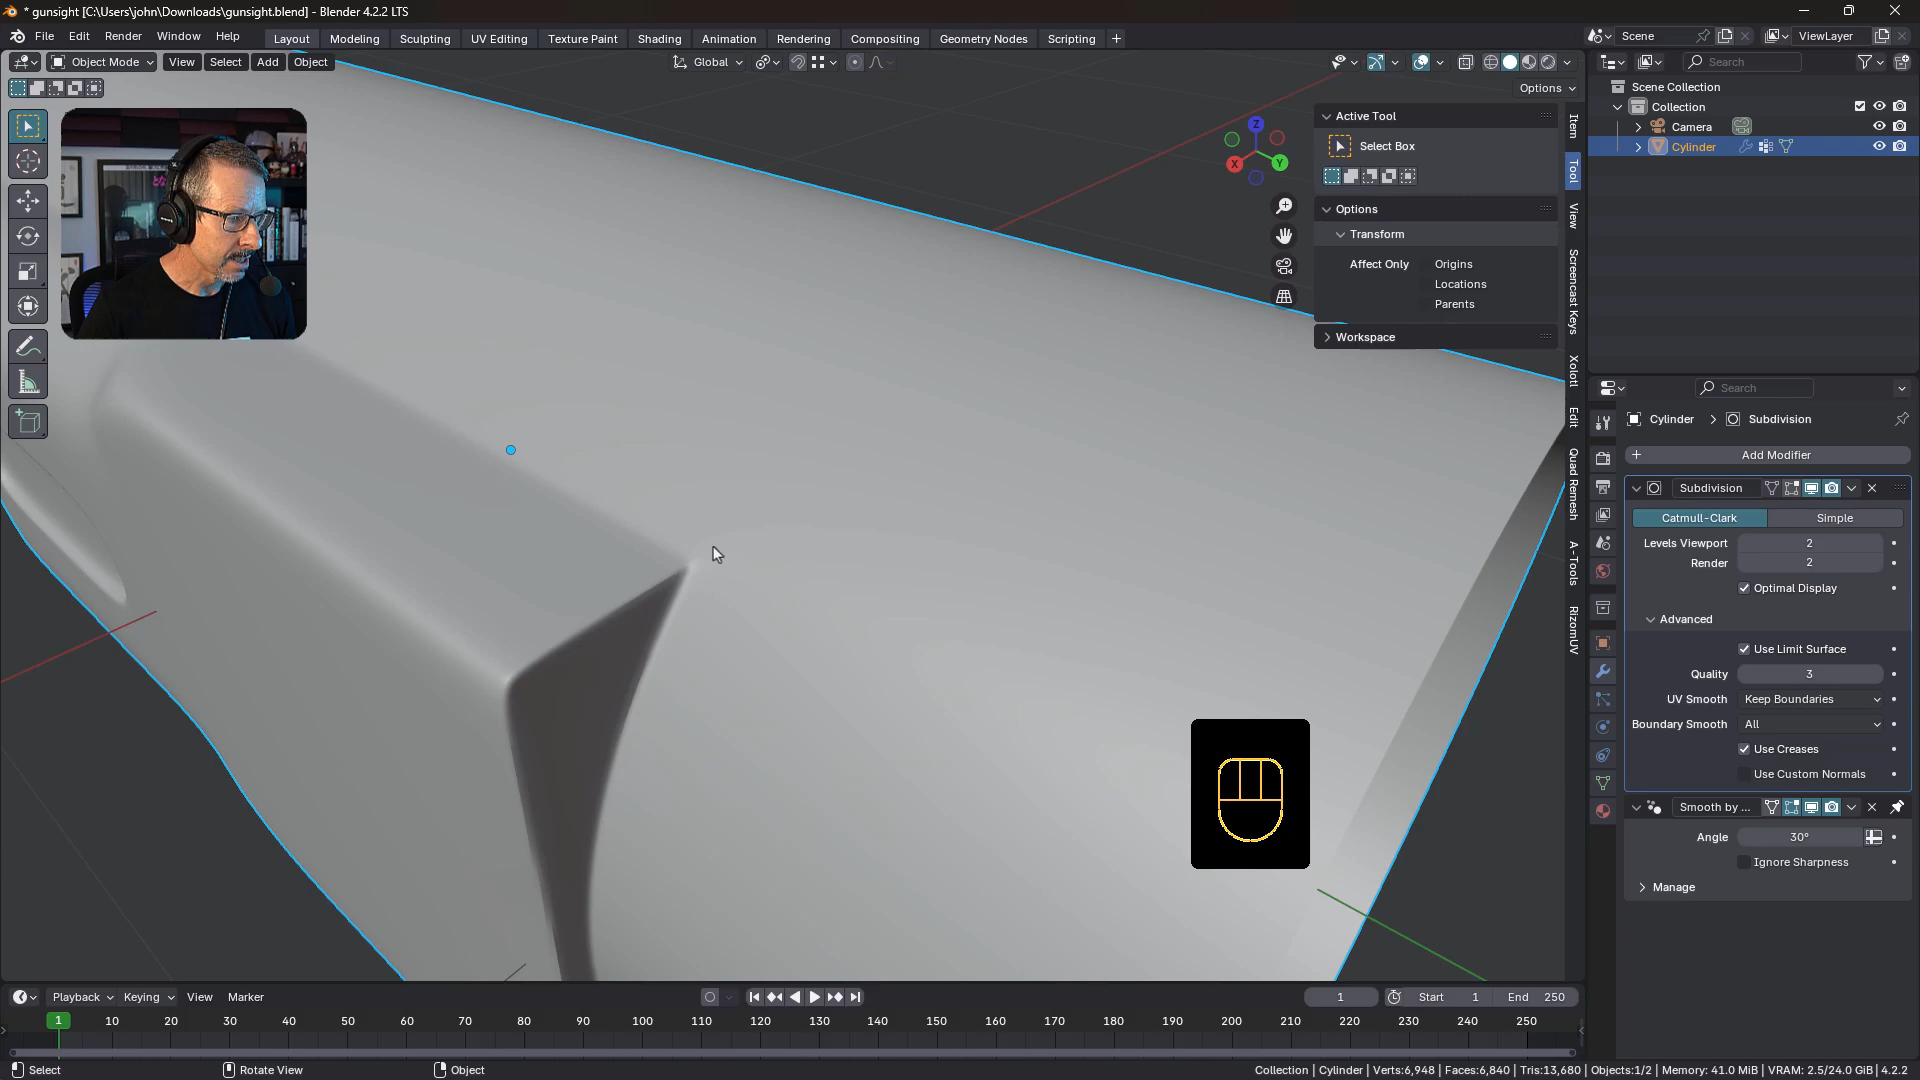 * gunsight [C:\Users\john\Downloads\gunsight.blend] - Blender 4.2.2 LTS
File Edit Render Window Help
Layout Modeling Sculpting UV Editing Texture Paint Shading Animation Rendering Compositing Geometry Nodes Scripting +
Scene
ViewLayer
Object Mode View Select Add Object
Global
Search
Options
Scene Collection
Collection
Camera
Cylinder
Z
X
Y
Active Tool
Select Box
Options
Transform
Affect Only Origins
Locations
Parents
Workspace
Item
Tool
View
Screencast Keys
Xolotl
Edit
Quad Remesh
A-Tools
RizomUV
Search
Cylinder > Subdivision
+ Add Modifier
Subdivision
Catmull-Clark Simple
Levels Viewport 2
Render 2
Optimal Display
Advanced
Use Limit Surface
Quality 3
UV Smooth Keep Boundaries
Boundary Smooth All
Use Creases
Use Custom Normals
Smooth by ...
Angle 30°
Ignore Sharpness
Manage
Playback Keying View Marker
1
Start 1 End 250
1 10 20 30 40 50 60 70 80 90 100 110 120 130 140 150 160 170 180 190 200 210 220 230 240 250
Select Rotate View Object
Collection | Cylinder | Verts:6,948 | Faces:6,840 | Tris:13,680 | Objects:1/2 | Memory: 41.0 MiB | VRAM: 2.5/24.0 GiB | 4.2.2